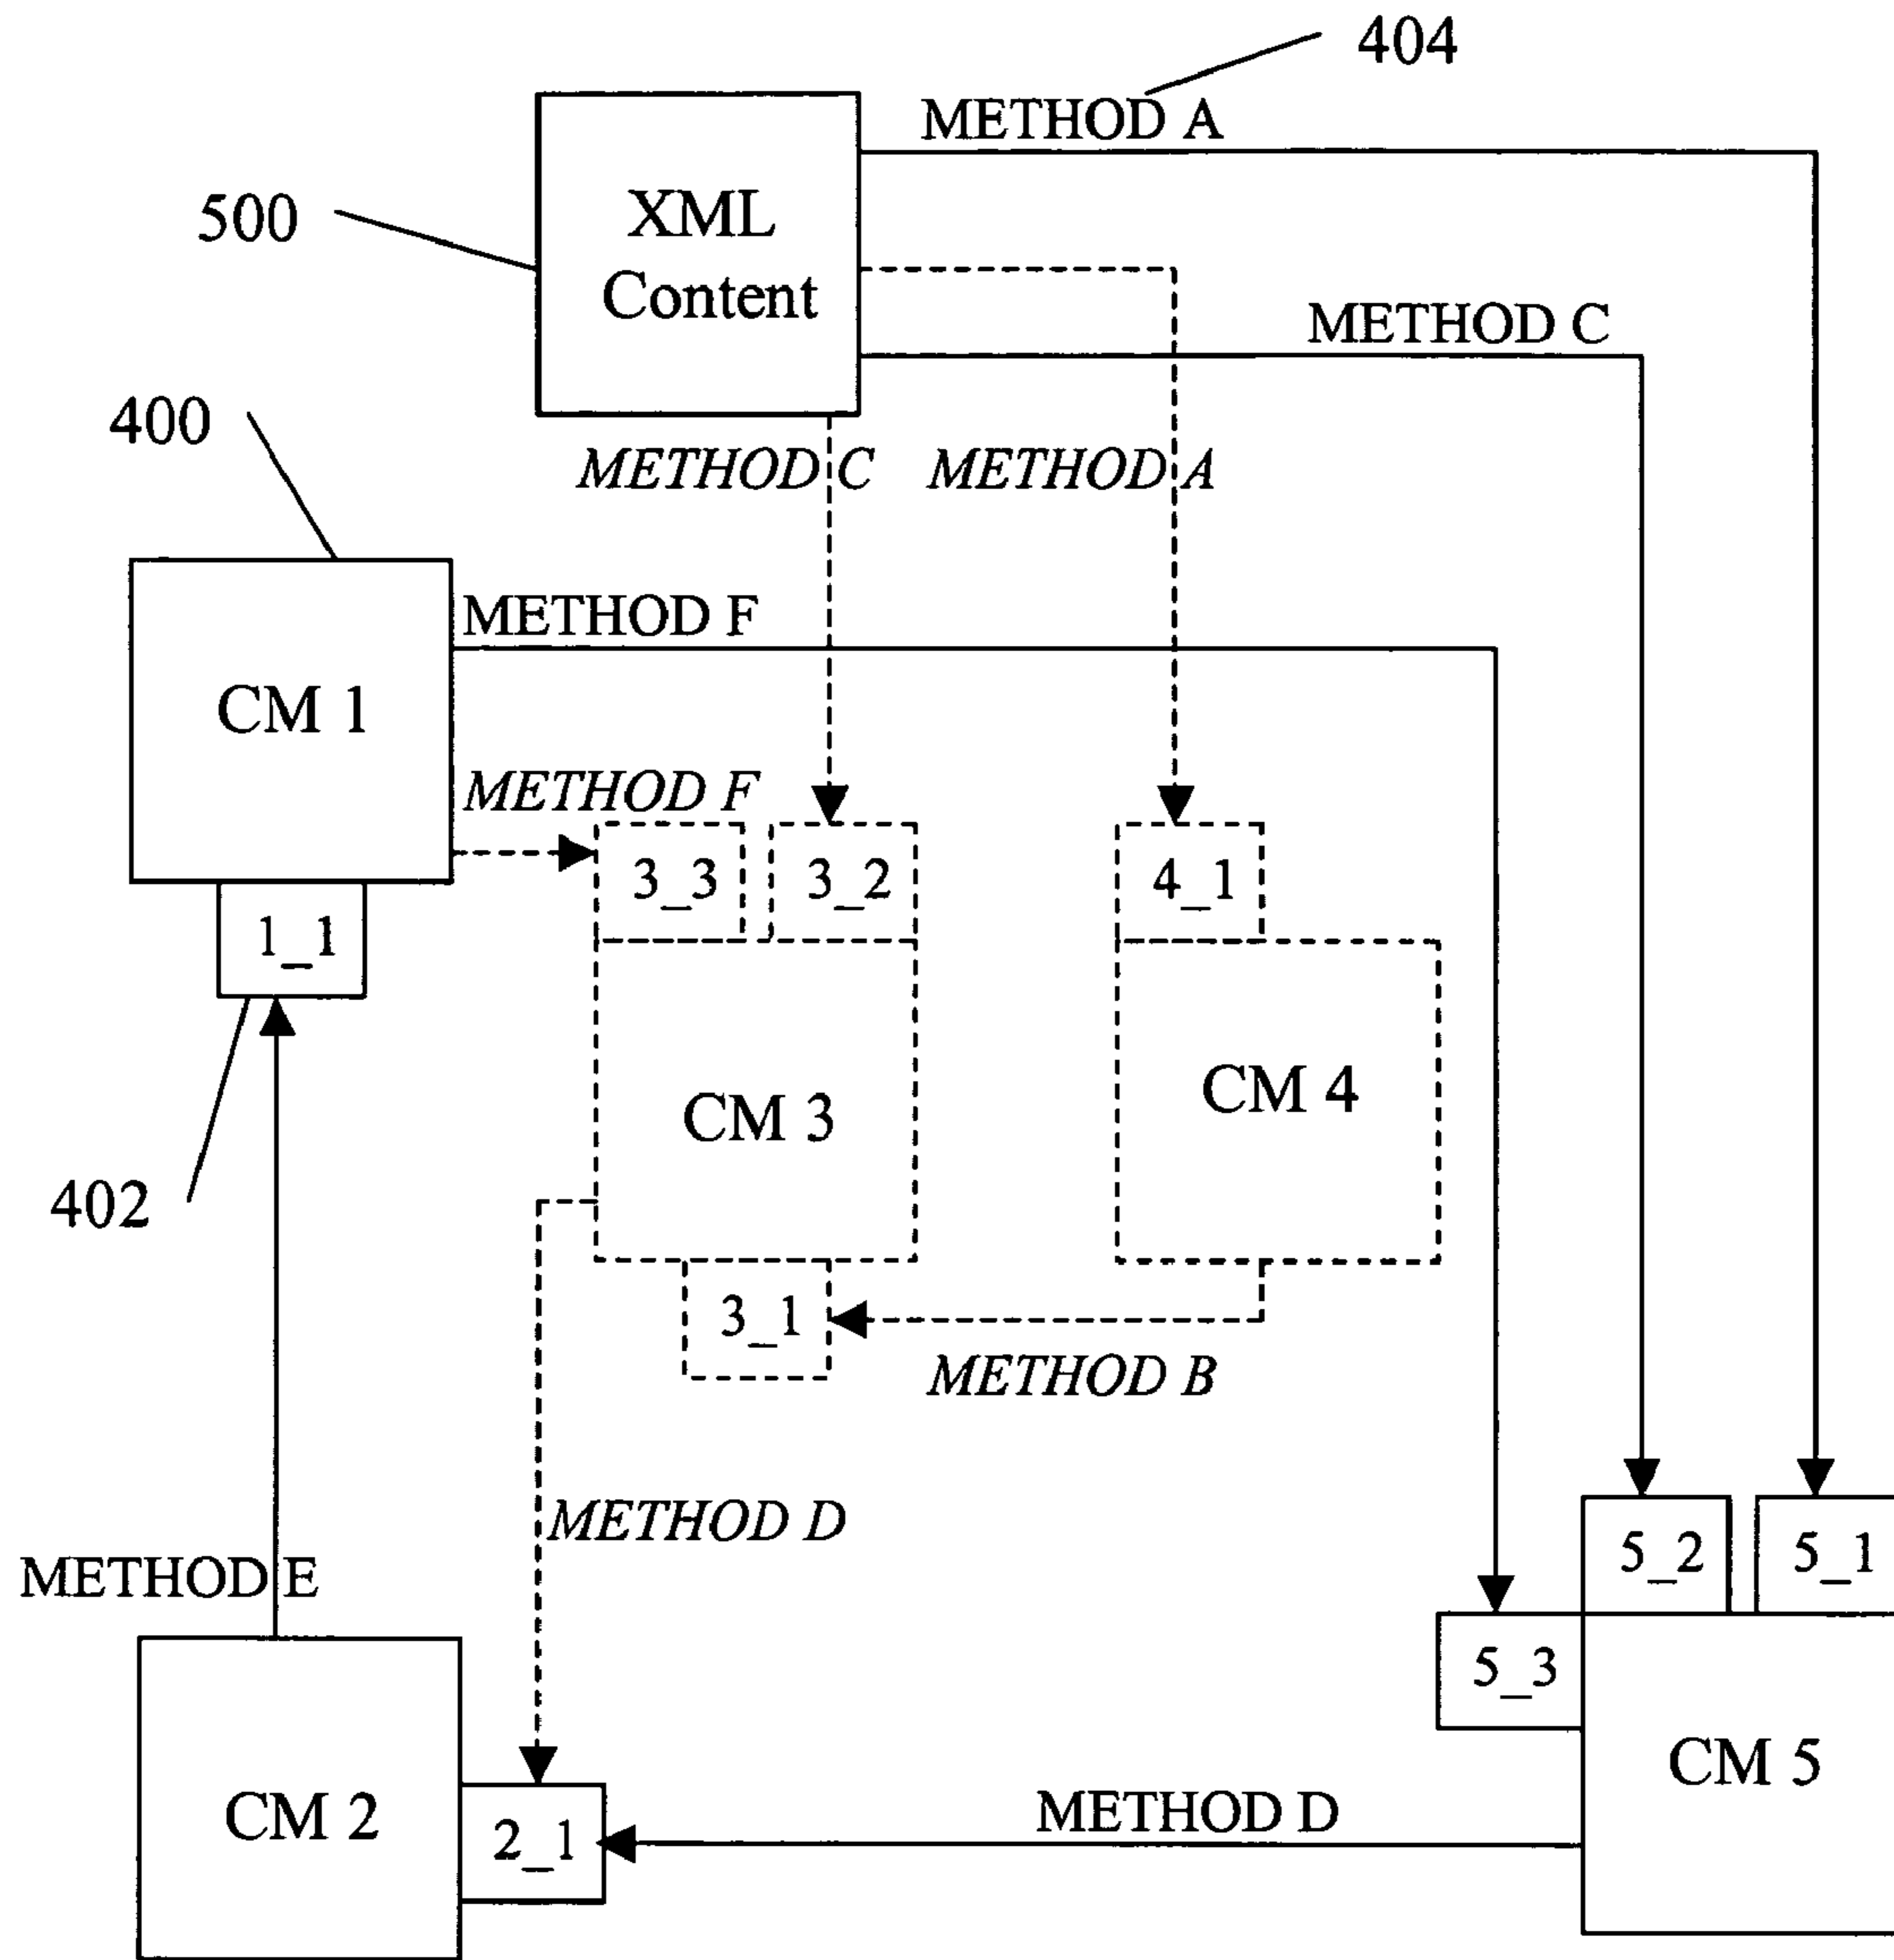 404
METHOD A
500
XML
Content
METHOD C
400
METHOD C
METHOD A
METHOD F
CM 1
METHOD F
3_3
3_2
4_1
1_1
CM 3
CM 4
402
3_1
METHOD B
METHOD D
METHOD E
5_2
5_1
5_3
CM 5
CM 2
METHOD D
2_1